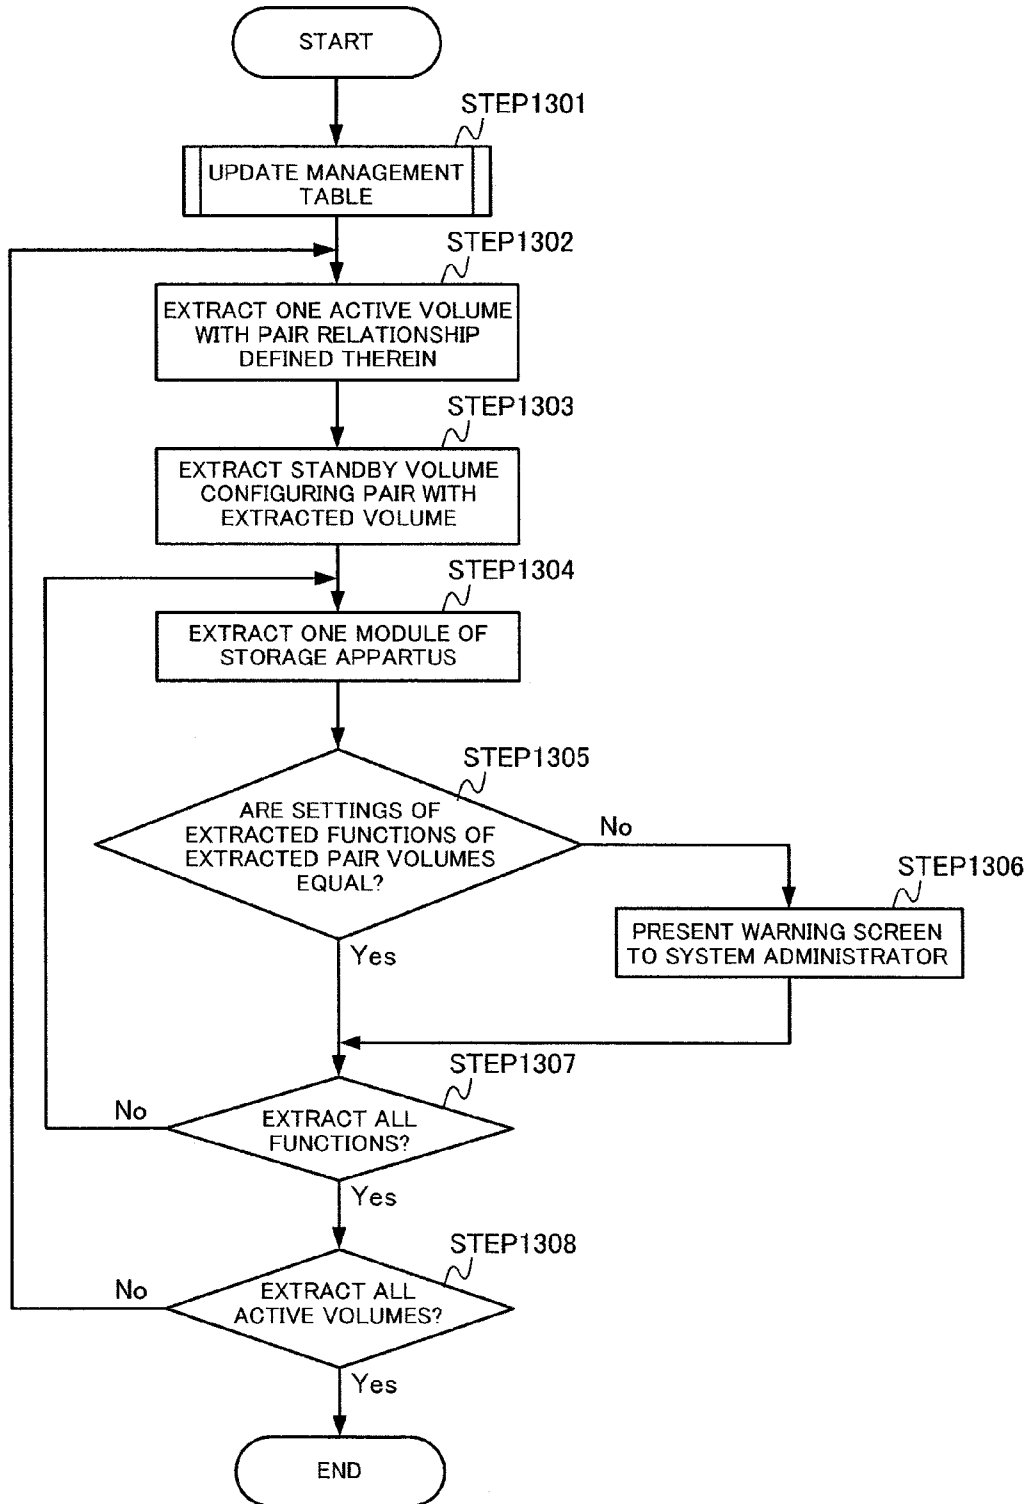 START
STEP1301
UPDATE MANAGEMENT
TABLE
STEP1302
EXTRACT ONE ACTIVE VOLUME
WITH PAIR RELATIONSHIP
DEFINED THEREIN
STEP1303
EXTRACT STANDBY VOLUME
CONFIGURING PAIR WITH
EXTRACTED VOLUME
STEP1304
EXTRACT ONE MODULE OF
STORAGE APPARTUS
STEP1305
ARE SETTINGS OF
EXTRACTED FUNCTIONS OF
EXTRACTED PAIR VOLUMES
EQUAL?
No
STEP1306
PRESENT WARNING SCREEN
TO SYSTEM ADMINISTRATOR
Yes
STEP1307
No
EXTRACT ALL
FUNCTIONS?
Yes
STEP1308
No
EXTRACT ALL
ACTIVE VOLUMES?
Yes
END